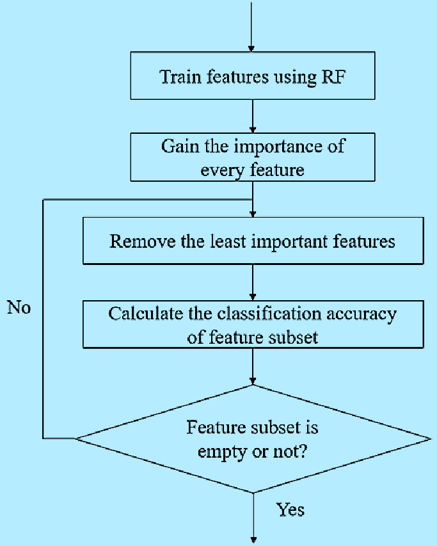 Train features using RF
Gain the importance of
every feature
Remove the least important features
Calculate the classification accuracy
of feature subset
No
Feature subset is
empty or not?
Yes